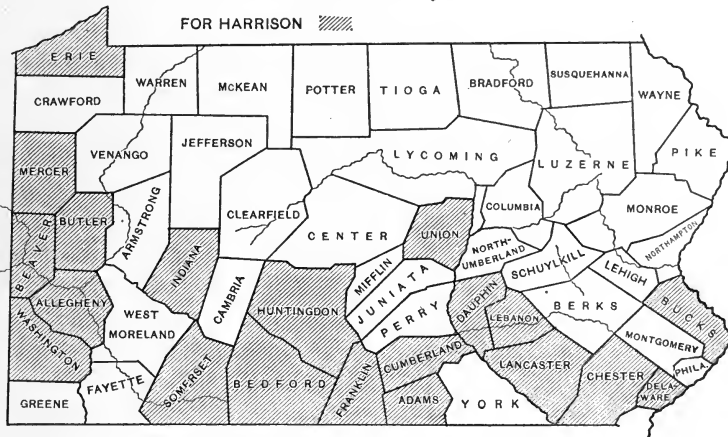 FOR HARRISON
ERIE
CRAWFORD
WARREN
McKEAN
POTTER
TIOGA
BRADFORD
SUSQUEHANNA
WAYNE
PIKE
MERCER
VENANGO
JEFFERSON
LYCOMING
LUZERNE
BUTLER
BEAVER
ARMSTRONG
CLEARFIELD
CENTER
UNION
COLUMBIA
MONROE
NORTHAMPTON
INDIANA
ALLEGHENY
WASHINGTON
WEST
MORELAND
CAMBRIA
HUNTINGDON
MIFFLIN
JUNIATA
PERRY
NORTH-
UMBERLAND
SCHUYLKILL
LEHIGH
DAUPHIN
LEBANON
BERKS
BUCKS
MONTGOMERY
PHILA.
GREENE
FAYETTE
SOMERSET
BEDFORD
FRANKLIN
CUMBERLAND
ADAMS
YORK
LANCASTER
CHESTER
DELA-
WARE